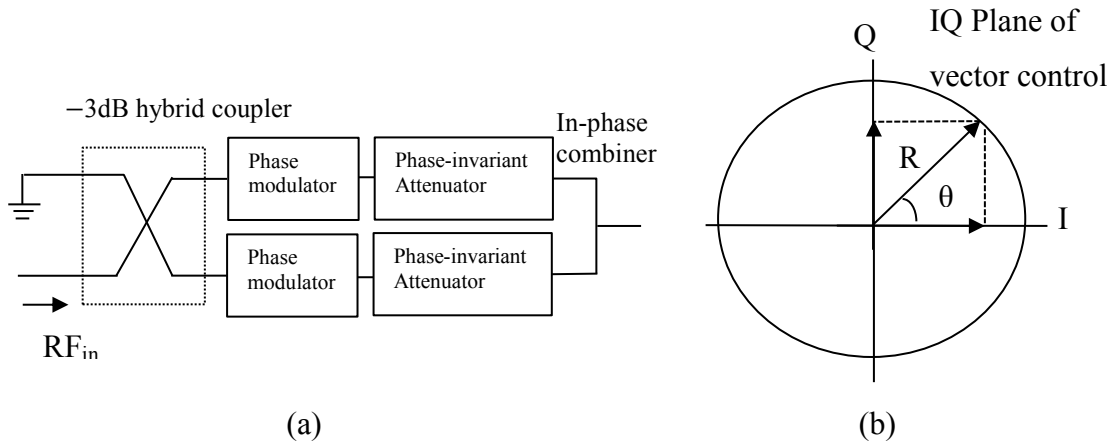 −3dB hybrid coupler
Phase
modulator
Phase-invariant
Attenuator
In-phase
combiner
Phase
modulator
Phase-invariant
Attenuator
RFin
(a)
IQ Plane of
vector control
Q
R
θ
I
(b)